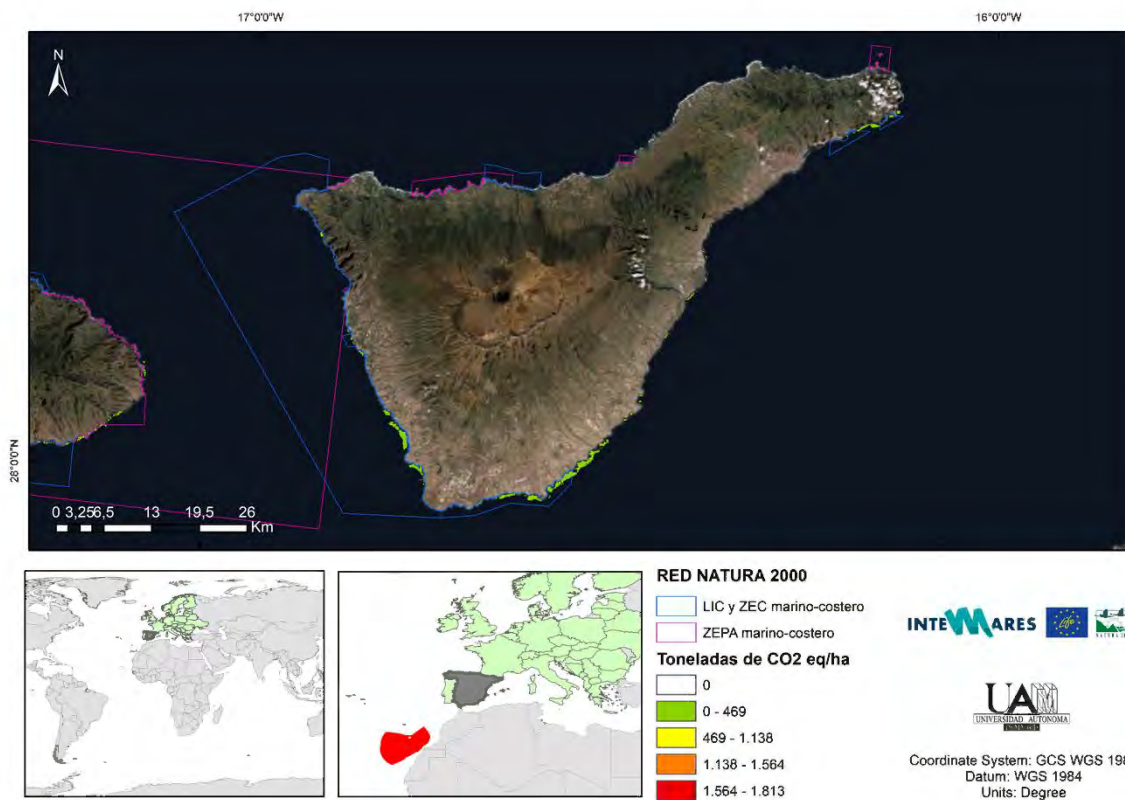 17°0'0"W
16°0'0"W
N
28°0'0"N
0 3,256,5 13 19,5 26
Km
RED NATURA 2000
LIC y ZEC marino-costero
ZEPA marino-costero
Toneladas de CO2 eq/ha
0
0 - 469
469 - 1.138
1.138 - 1.564
1.564 - 1.813
INTEMARES
Life
UAM
UNIVERSIDAD AUTONOMA
Coordinate System: GCS WGS 198
Datum: WGS 1984
Units: Degree